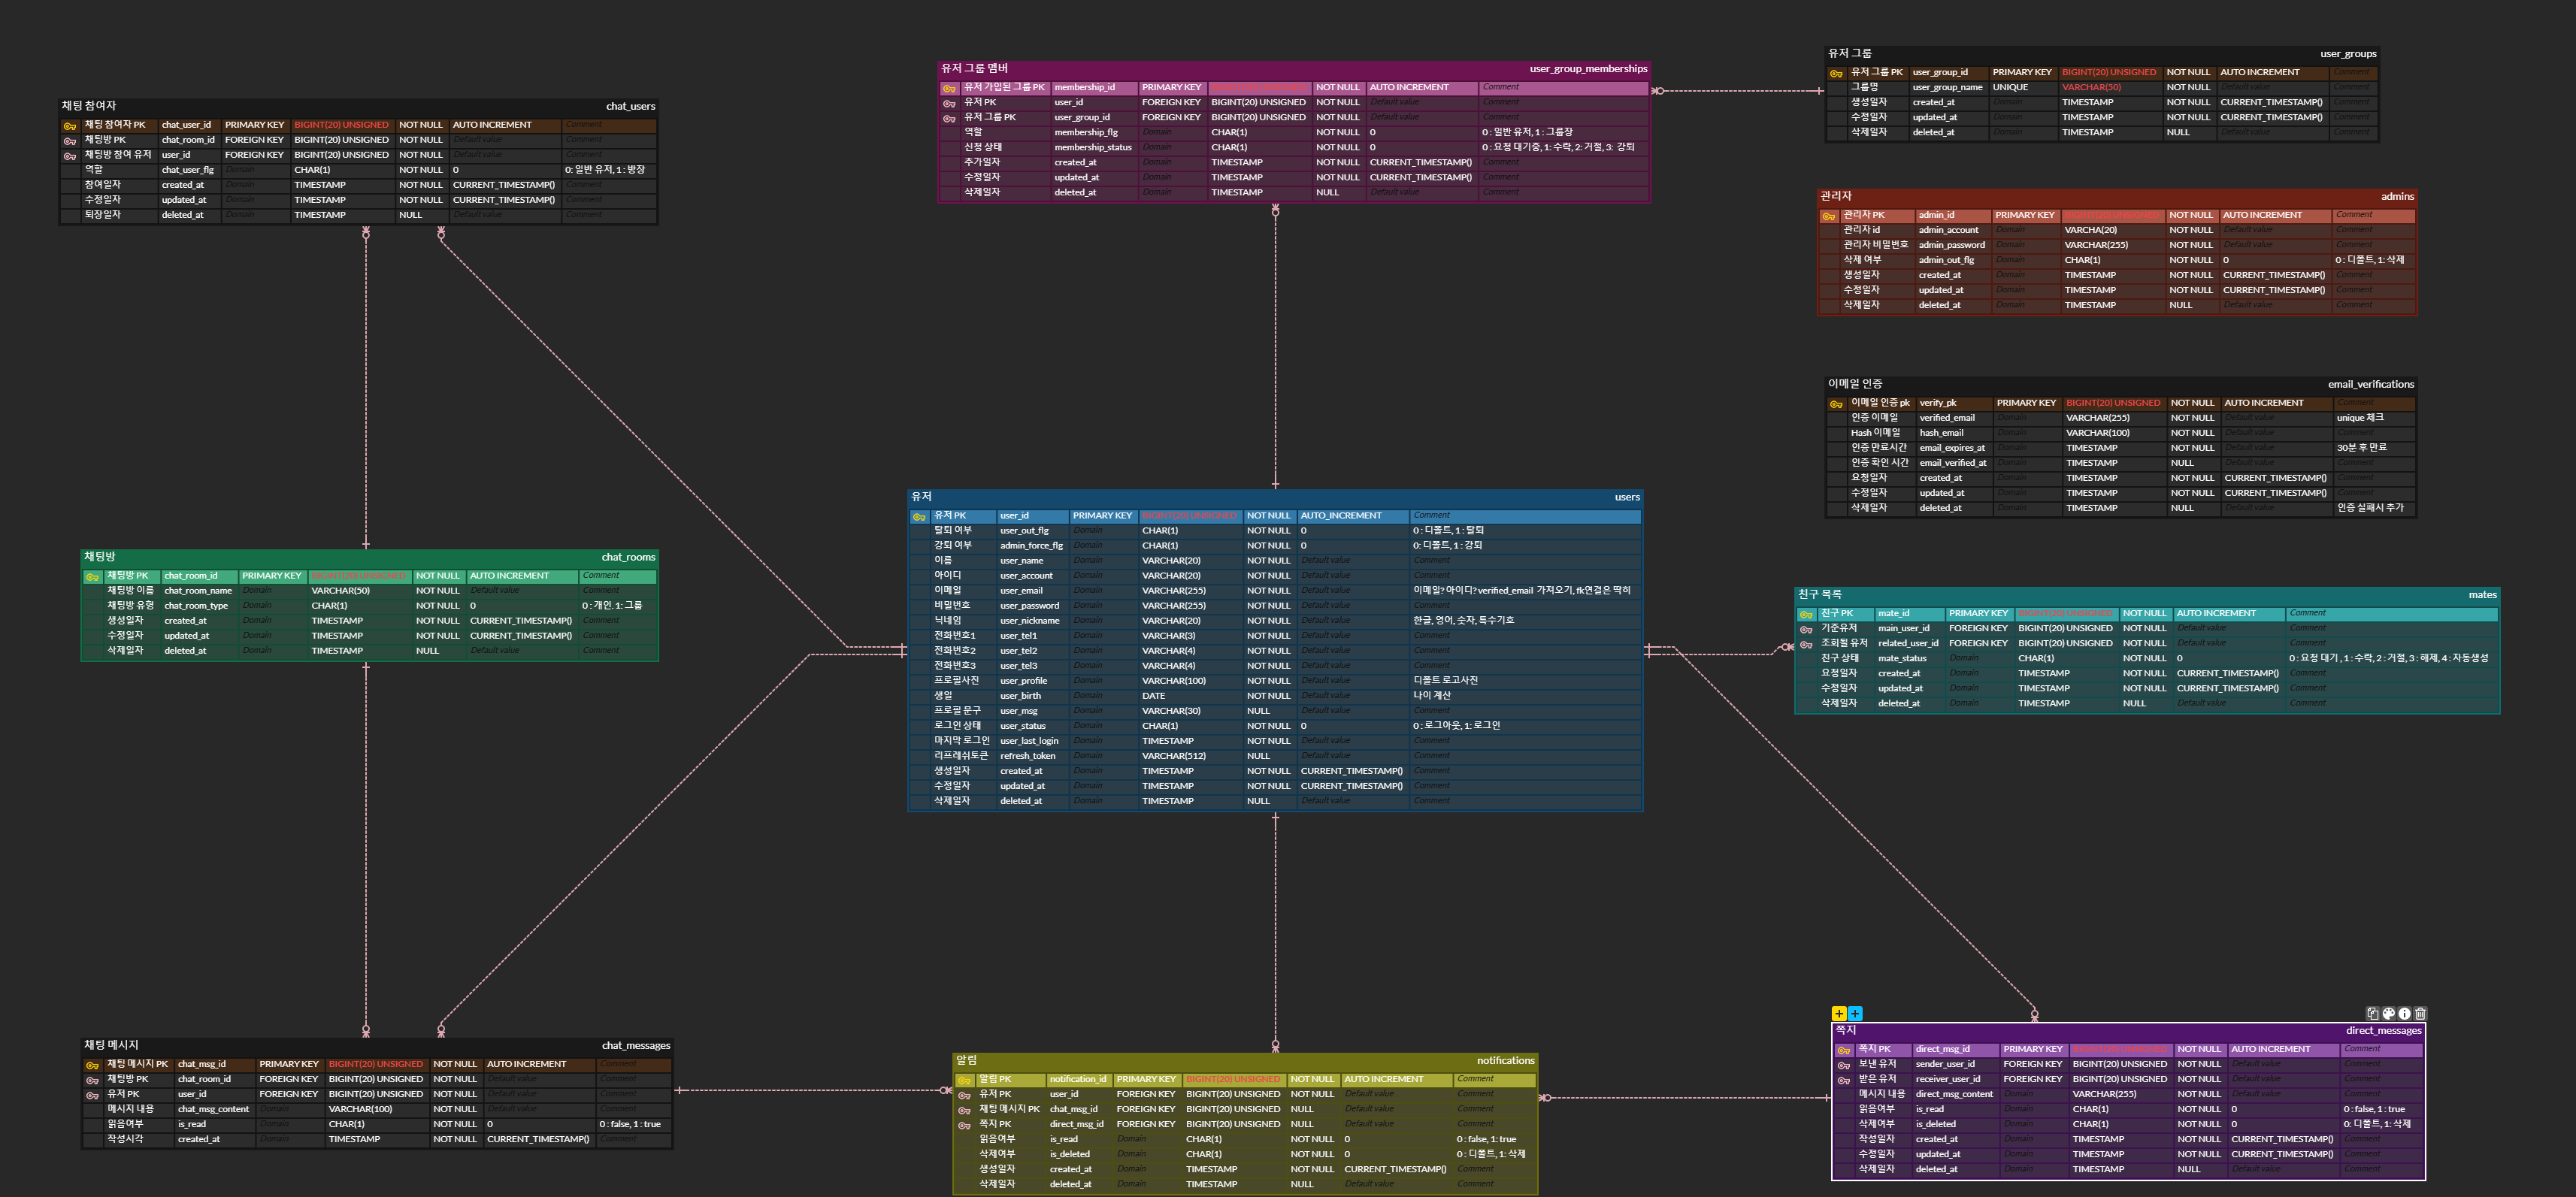 채팅 참여자 chat_users
채팅 참여자 PK chat_user_id PRIMARY KEY BIGINT(20) UNSIGNED NOT NULL AUTO INCREMENT Comment
채팅방 PK chat_room_id FOREIGN KEY BIGINT(20) UNSIGNED NOT NULL Default value Comment
채팅방 참여 유저 user_id FOREIGN KEY BIGINT(20) UNSIGNED NOT NULL Default value Comment
역할 chat_user_flg Domain CHAR(1) NOT NULL 0 0: 일반 유저, 1 : 방장
참여일자 created_at Domain TIMESTAMP NOT NULL CURRENT_TIMESTAMP() Comment
수정일자 updated_at Domain TIMESTAMP NOT NULL CURRENT_TIMESTAMP() Comment
퇴장일자 deleted_at Domain TIMESTAMP NULL Default value Comment
유저 그룹 멤버 user_group_memberships
유저 가입된 그룹 PK membership_id PRIMARY KEY BIGINT(20) UNSIGNED NOT NULL AUTO INCREMENT Comment
유저 PK user_id FOREIGN KEY BIGINT(20) UNSIGNED NOT NULL Default value Comment
유저 그룹 PK user_group_id FOREIGN KEY BIGINT(20) UNSIGNED NOT NULL Default value Comment
역할 membership_flg Domain CHAR(1) NOT NULL 0 0 : 일반 유저, 1 : 그룹장
신청 상태 membership_status Domain CHAR(1) NOT NULL 0 0 : 요청 대기중, 1: 수락, 2: 거절, 3: 강퇴
추가일자 created_at Domain TIMESTAMP NOT NULL CURRENT_TIMESTAMP() Comment
수정일자 updated_at Domain TIMESTAMP NOT NULL CURRENT_TIMESTAMP() Comment
삭제일자 deleted_at Domain TIMESTAMP NULL Default value Comment
유저 그룹 user_groups
유저 그룹 PK user_group_id PRIMARY KEY BIGINT(20) UNSIGNED NOT NULL AUTO INCREMENT Comment
그룹명 user_group_name UNIQUE VARCHAR(50) NOT NULL Default value Comment
생성일자 created_at Domain TIMESTAMP NOT NULL CURRENT_TIMESTAMP() Comment
수정일자 updated_at Domain TIMESTAMP NOT NULL CURRENT_TIMESTAMP() Comment
삭제일자 deleted_at Domain TIMESTAMP NULL Default value Comment
관리자 admins
관리자 PK admin_id PRIMARY KEY BIGINT(20) UNSIGNED NOT NULL AUTO INCREMENT Comment
관리자 id admin_account Domain VARCHA(20) NOT NULL Default value Comment
관리자 비밀번호 admin_password Domain VARCHAR(255) NOT NULL Default value Comment
삭제 여부 admin_out_flg Domain CHAR(1) NOT NULL 0 0 : 디폴트, 1: 삭제
생성일자 created_at Domain TIMESTAMP NOT NULL CURRENT_TIMESTAMP() Comment
수정일자 updated_at Domain TIMESTAMP NOT NULL CURRENT_TIMESTAMP() Comment
삭제일자 deleted_at Domain TIMESTAMP NULL Default value Comment
이메일 인증 email_verifications
이메일 인증 pk verify_pk PRIMARY KEY BIGINT(20) UNSIGNED NOT NULL AUTO INCREMENT Comment
인증 이메일 verified_email Domain VARCHAR(255) NOT NULL Default value unique 체크
Hash 이메일 hash_email Domain VARCHAR(100) NOT NULL Default value Comment
인증 만료시간 email_expires_at Domain TIMESTAMP NOT NULL Default value 30분 후 만료
인증 확인 시간 email_verified_at Domain TIMESTAMP NULL Default value Comment
요청일자 created_at Domain TIMESTAMP NOT NULL CURRENT_TIMESTAMP() Comment
수정일자 updated_at Domain TIMESTAMP NOT NULL CURRENT_TIMESTAMP() Comment
삭제일자 deleted_at Domain TIMESTAMP NULL Default value 인증 실패시 추가
유저 users
유저 PK user_id PRIMARY KEY BIGINT(20) UNSIGNED NOT NULL AUTO_INCREMENT Comment
탈퇴 여부 user_out_flg Domain CHAR(1) NOT NULL 0 0 : 디폴트, 1 : 탈퇴
강퇴 여부 admin_force_flg Domain CHAR(1) NOT NULL 0 0: 디폴트, 1 : 강퇴
이름 user_name Domain VARCHAR(20) NOT NULL Default value Comment
아이디 user_account Domain VARCHAR(20) NOT NULL Default value Comment
이메일 user_email Domain VARCHAR(255) NOT NULL Default value 이메일? 아이디? verified_email 가져오기, fk연결은 딱히
비밀번호 user_password Domain VARCHAR(255) NOT NULL Default value Comment
닉네임 user_nickname Domain VARCHAR(20) NOT NULL Default value 한글, 영어, 숫자, 특수기호
전화번호1 user_tel1 Domain VARCHAR(3) NOT NULL Default value Comment
전화번호2 user_tel2 Domain VARCHAR(4) NOT NULL Default value Comment
전화번호3 user_tel3 Domain VARCHAR(4) NOT NULL Default value Comment
프로필사진 user_profile Domain VARCHAR(100) NOT NULL Default value 디폴트 로고사진
생일 user_birth Domain DATE NOT NULL Default value 나이 계산
프로필 문구 user_msg Domain VARCHAR(30) NULL Default value Comment
로그인 상태 user_status Domain CHAR(1) NOT NULL 0 0 : 로그아웃, 1: 로그인
마지막 로그인 user_last_login Domain TIMESTAMP NOT NULL Default value Comment
리프레쉬토큰 refresh_token Domain VARCHAR(512) NULL Default value Comment
생성일자 created_at Domain TIMESTAMP NOT NULL CURRENT_TIMESTAMP() Comment
수정일자 updated_at Domain TIMESTAMP NOT NULL CURRENT_TIMESTAMP() Comment
삭제일자 deleted_at Domain TIMESTAMP NULL Default value Comment
채팅방 chat_rooms
채팅방 PK chat_room_id PRIMARY KEY BIGINT(20) UNSIGNED NOT NULL AUTO INCREMENT Comment
채팅방 이름 chat_room_name Domain VARCHAR(50) NOT NULL Default value Comment
채팅방 유형 chat_room_type Domain CHAR(1) NOT NULL 0 0 : 개인. 1: 그룹
생성일자 created_at Domain TIMESTAMP NOT NULL CURRENT_TIMESTAMP() Comment
수정일자 updated_at Domain TIMESTAMP NOT NULL CURRENT_TIMESTAMP() Comment
삭제일자 deleted_at Domain TIMESTAMP NULL Default value Comment
친구 목록 mates
친구 PK mate_id PRIMARY KEY BIGINT(20) UNSIGNED NOT NULL AUTO INCREMENT Comment
기준유저 main_user_id FOREIGN KEY BIGINT(20) UNSIGNED NOT NULL Default value Comment
조회될 유저 related_user_id FOREIGN KEY BIGINT(20) UNSIGNED NOT NULL Default value Comment
친구 상태 mate_status Domain CHAR(1) NOT NULL 0 0 : 요청 대기 , 1 : 수락, 2 : 거절, 3 : 해제, 4 : 자동생성
요청일자 created_at Domain TIMESTAMP NOT NULL CURRENT_TIMESTAMP() Comment
수정일자 updated_at Domain TIMESTAMP NOT NULL CURRENT_TIMESTAMP() Comment
삭제일자 deleted_at Domain TIMESTAMP NULL Default value Comment
채팅 메시지 chat_messages
채팅 메시지 PK chat_msg_id PRIMARY KEY BIGINT(20) UNSIGNED NOT NULL AUTO INCREMENT Comment
채팅방 PK chat_room_id FOREIGN KEY BIGINT(20) UNSIGNED NOT NULL Default value Comment
유저 PK user_id FOREIGN KEY BIGINT(20) UNSIGNED NOT NULL Default value Comment
메시지 내용 chat_msg_content Domain VARCHAR(100) NOT NULL Default value Comment
읽음여부 is_read Domain CHAR(1) NOT NULL 0 0 : false, 1 : true
작성시각 created_at Domain TIMESTAMP NOT NULL CURRENT_TIMESTAMP() Comment
알림 notifications
알림 PK notification_id PRIMARY KEY BIGINT(20) UNSIGNED NOT NULL AUTO INCREMENT Comment
유저 PK user_id FOREIGN KEY BIGINT(20) UNSIGNED NOT NULL Default value Comment
채팅 메시지 PK chat_msg_id FOREIGN KEY BIGINT(20) UNSIGNED NULL Default value Comment
쪽지 PK direct_msg_id FOREIGN KEY BIGINT(20) UNSIGNED NULL Default value Comment
읽음여부 is_read Domain CHAR(1) NOT NULL 0 0 : false, 1: true
삭제여부 is_deleted Domain CHAR(1) NOT NULL 0 0 : 디폴트, 1: 삭제
생성일자 created_at Domain TIMESTAMP NOT NULL CURRENT_TIMESTAMP() Comment
삭제일자 deleted_at Domain TIMESTAMP NULL Default value Comment
쪽지 direct_messages
쪽지 PK direct_msg_id PRIMARY KEY BIGINT(20) UNSIGNED NOT NULL AUTO INCREMENT Comment
보낸 유저 sender_user_id FOREIGN KEY BIGINT(20) UNSIGNED NOT NULL Default value Comment
받은 유저 receiver_user_id FOREIGN KEY BIGINT(20) UNSIGNED NOT NULL Default value Comment
메시지 내용 direct_msg_content Domain VARCHAR(255) NOT NULL Default value Comment
읽음여부 is_read Domain CHAR(1) NOT NULL 0 0 : false, 1 : true
삭제여부 is_deleted Domain CHAR(1) NOT NULL 0 0: 디폴트, 1: 삭제
작성일자 created_at Domain TIMESTAMP NOT NULL CURRENT_TIMESTAMP() Comment
수정일자 updated_at Domain TIMESTAMP NOT NULL CURRENT_TIMESTAMP() Comment
삭제일자 deleted_at Domain TIMESTAMP NULL Default value Comment